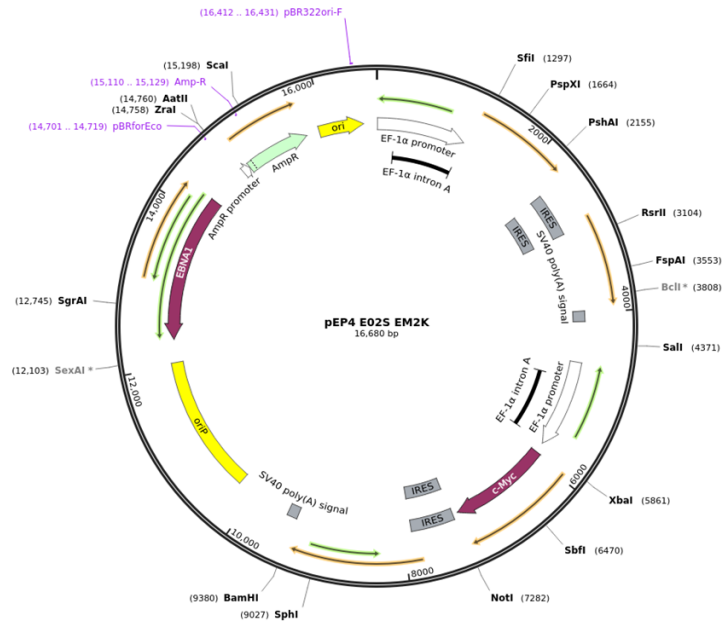 (16,412 .. 16,431) pBR322ori-F
(15,198) ScaI
(15,110 .. 15,129) Amp-R
(14,760) AatII
(14,758) ZraI
(14,701 .. 14,719) pBRforEco
SfiI (1297)
PspXI (1664)
PshAI (2155)
RsrII (3104)
FspAI (3553)
BclI* (3808)
SalI (4371)
XbaI (5861)
SbfI (6470)
NotI (7282)
SphI
(9027)
(9380) BamHI
(12,103) SexAI *
(12,745) SgrAI
16,000
2000
4000
6000
8000
10,000
12,000
14,000
ori
AmpR
AmpR promoter
EF-1α promoter
EF-1α intron A
IRES
IRES
SV40 poly(A) signal
EBNA1
pEP4 E02S EM2K
16,680 bp
EF-1α intron A
EF-1α promoter
c-Myc
IRES
IRES
SV40 poly(A) signal
oriP